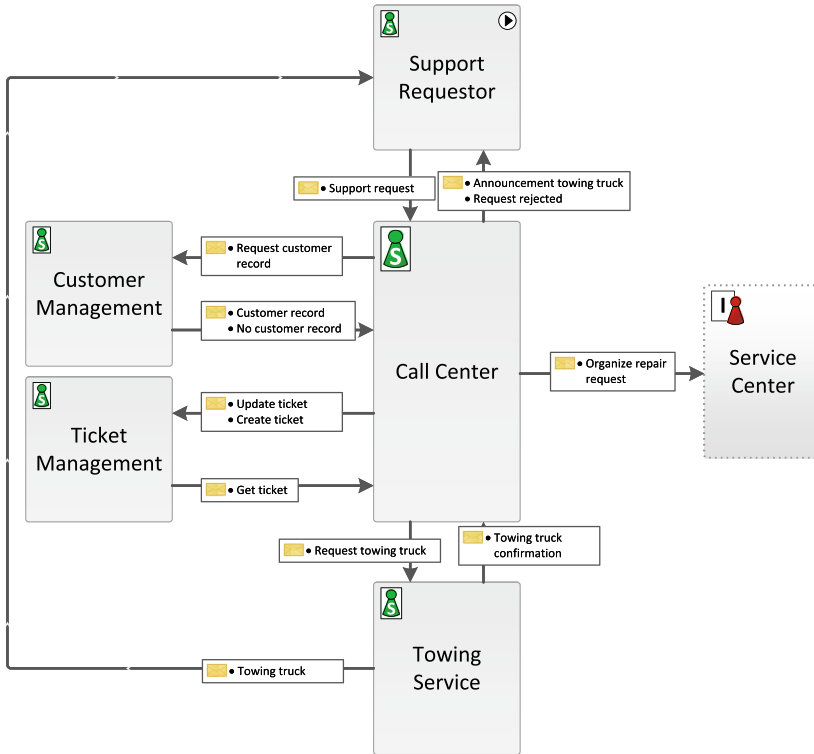 S
Support
Requestor
• Support request
• Announcement towing truck
• Request rejected
S
Customer
Management
• Request customer
record
• Customer record
• No customer record
S
Call Center
• Organize repair
request
I
Service
Center
S
Ticket
Management
• Update ticket
• Create ticket
• Get ticket
• Request towing truck
• Towing truck
confirmation
S
Towing
Service
• Towing truck